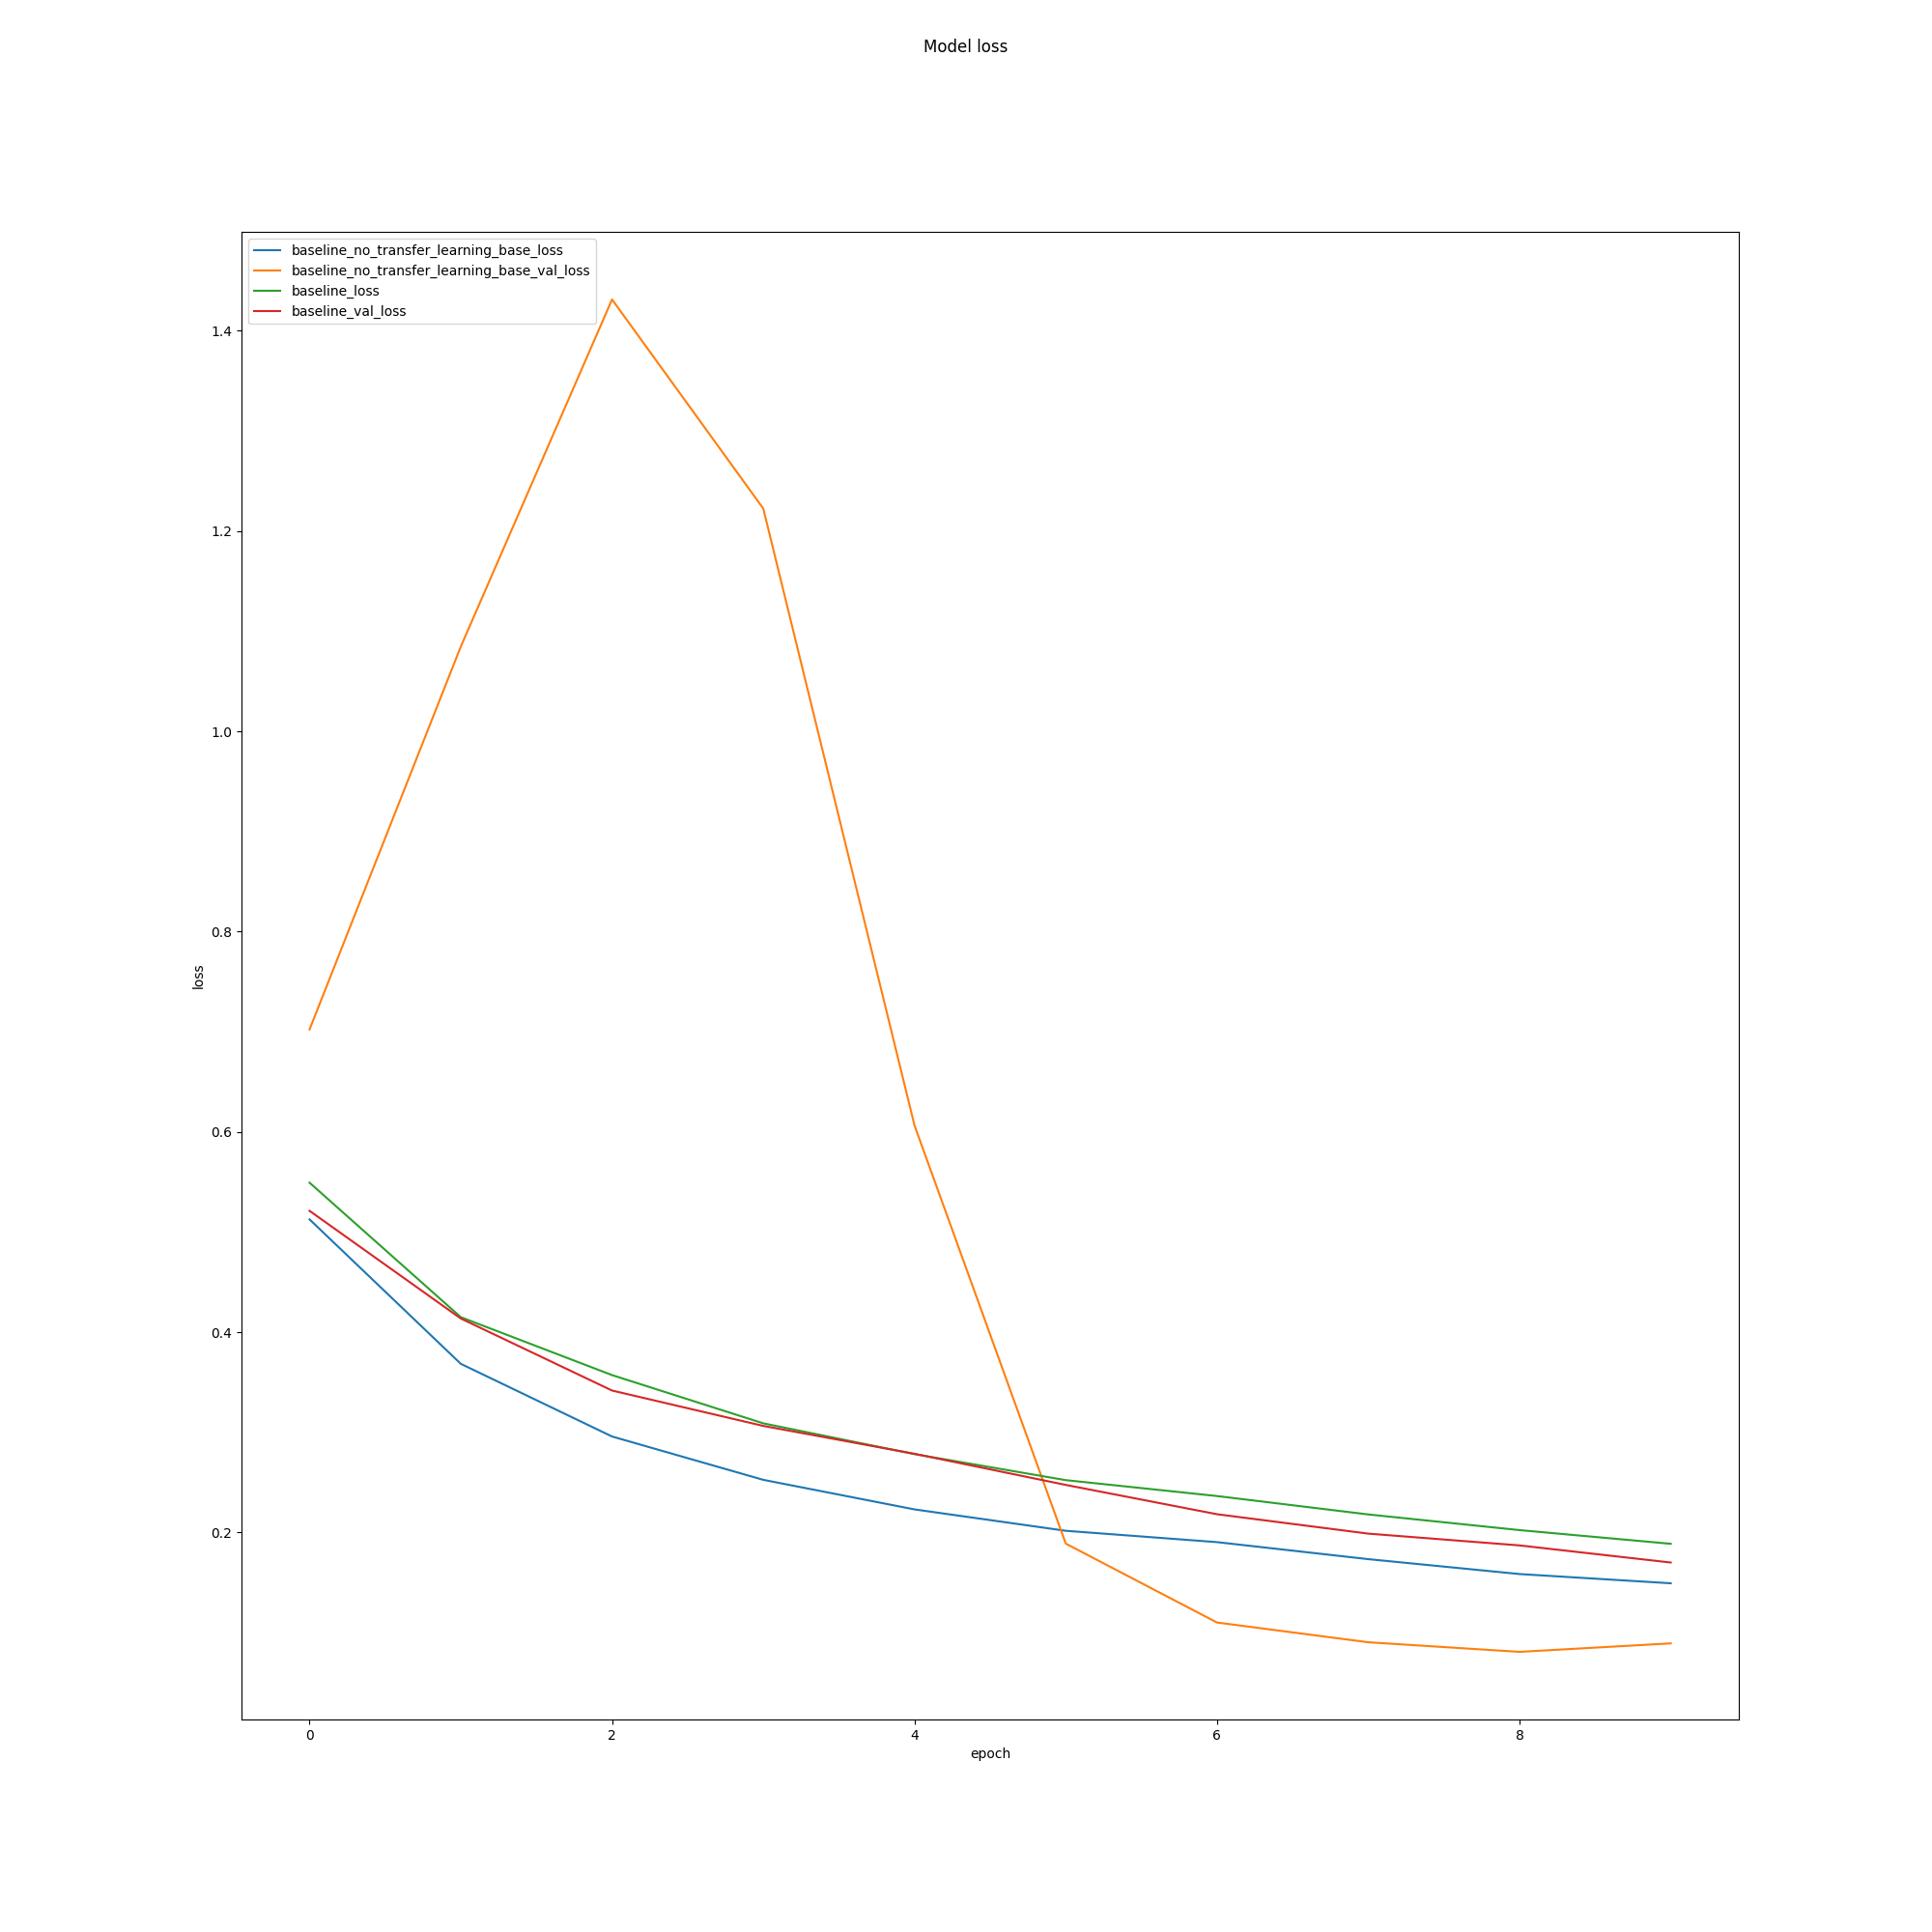 Model loss
baseline_no_transfer_learning_base_loss
baseline_no_transfer_learning_base_val_loss
baseline_loss
baseline_val_loss
1.4
1.2
1.0
0.8
0.6
0.4
0.2
loss
0 2 4 6 8
epoch